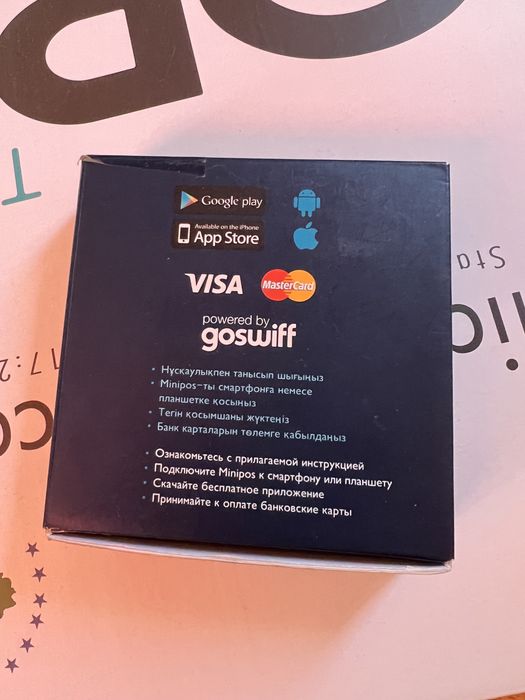 Google play
Available on the iPhone
App Store
VISA
MasterCard
powered by
goswiff
• Нұсқаулықпен танысып шығыңыз
• Minipos-ты смартфонға немесе
планшетке қосыңыз
• Тегін қосымшаны жүктеңіз
• Банк карталарын төлемге қабылдаңыз
• Ознакомьтесь с прилагаемой инструкцией
• Подключите Minipos к смартфону или планшету
• Скачайте бесплатное приложение
• Принимайте к оплате банковские карты